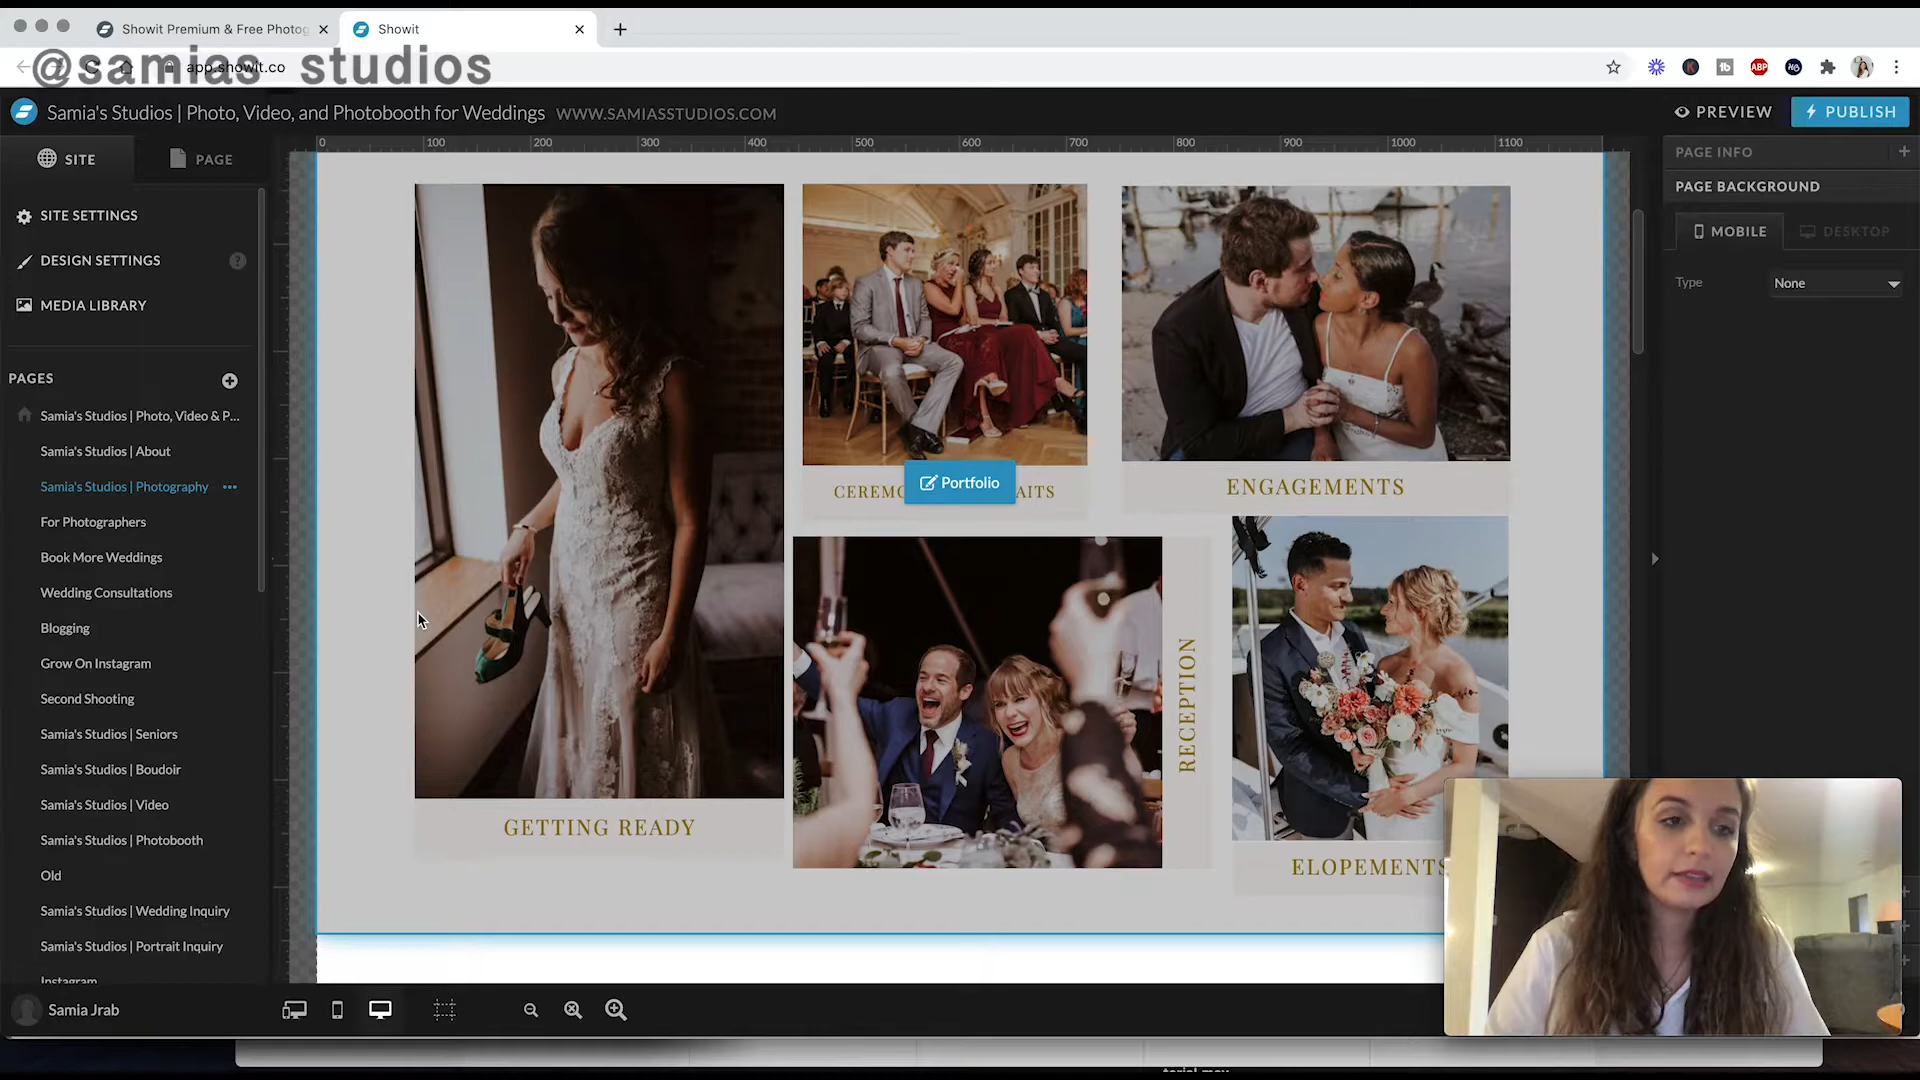 Showit Premium & Free Photog
Showit
app.showit.co
@samias_studios
Samia's Studios | Photo, Video, and Photobooth for Weddings
WWW.SAMIASSTUDIOS.COM
PREVIEW
PUBLISH
SITE
PAGE
0 100 200 300 400 500 600 700 800 900 1000 1100
PAGE INFO
PAGE BACKGROUND
MOBILE
DESKTOP
Type
None
SITE SETTINGS
DESIGN SETTINGS
?
MEDIA LIBRARY
PAGES
Samia's Studios | Photo, Video & P...
Samia's Studios | About
Samia's Studios | Photography
For Photographers
Book More Weddings
Wedding Consultations
Blogging
Grow On Instagram
Second Shooting
Samia's Studios | Seniors
Samia's Studios | Boudoir
Samia's Studios | Video
Samia's Studios | Photobooth
Old
Samia's Studios | Wedding Inquiry
Samia's Studios | Portrait Inquiry
Instagram
Samia Jrab
Portfolio
ENGAGEMENTS
RECEPTION
GETTING READY
ELOPEMENTS
ABP